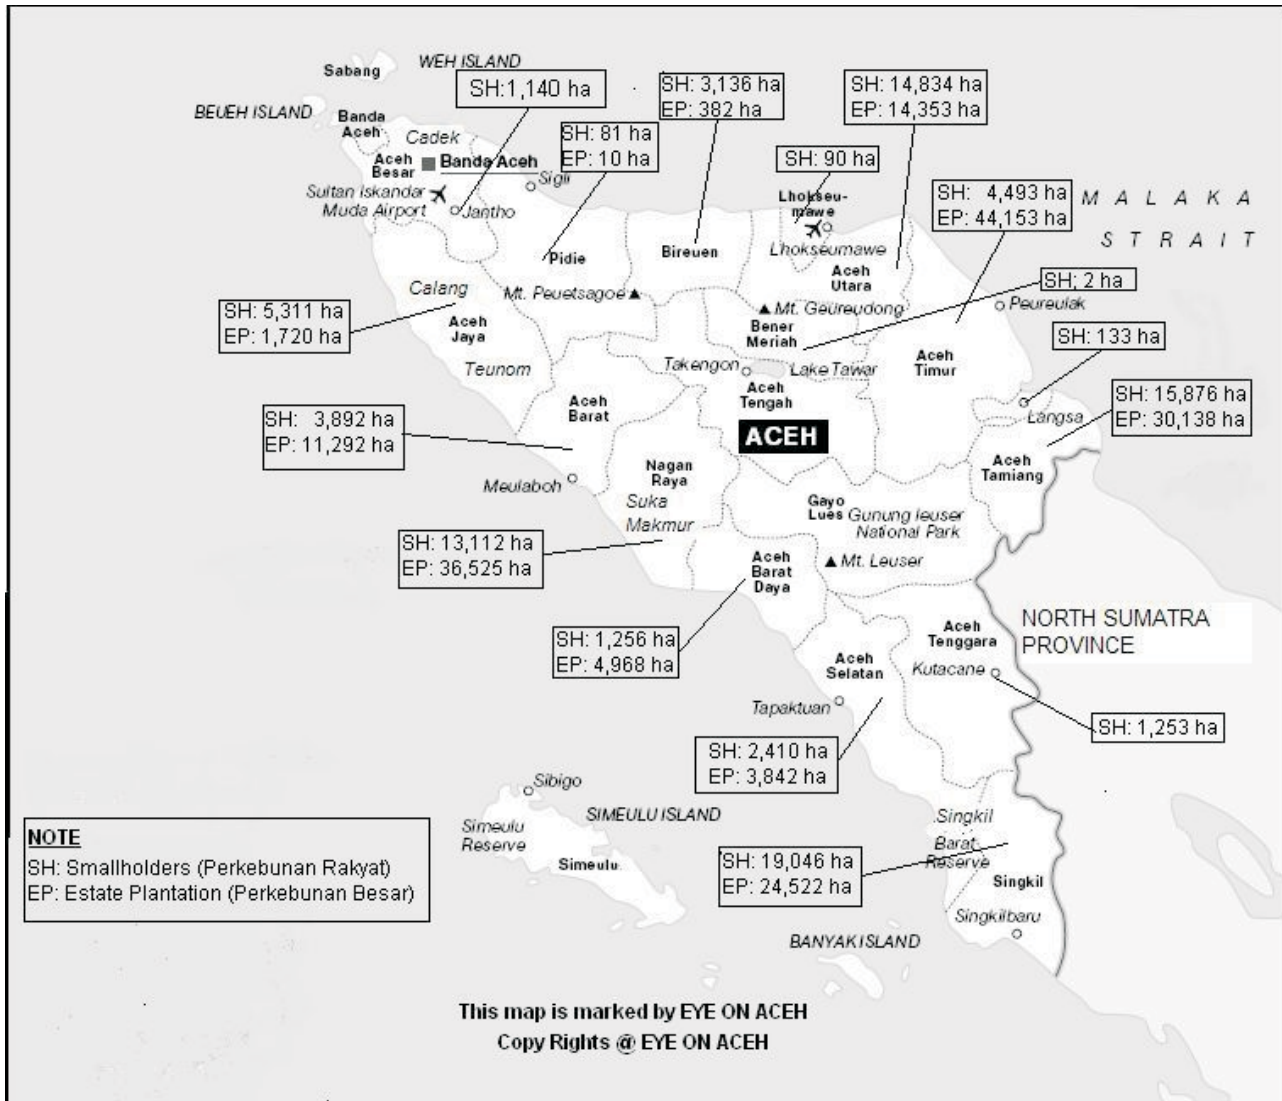 WEH ISLAND
Sabang
BEUEH ISLAND
Banda
Aceh
Cadek
Aceh
Besar
Banda Aceh
Sigli
Sultan Iskandar
Muda Airport
Jantho
SH:1,140 ha
SH: 81 ha
EP: 10 ha
SH: 3,136 ha
EP: 382 ha
SH: 90 ha
SH: 14,834 ha
EP: 14,353 ha
SH: 4,493 ha
EP: 44,153 ha
MALAKA
STRAIT
Lhokseu-
mawe
Lhokseumawe
Pidie
Bireuen
Aceh
Utara
Calang
Mt. Peuetsagoe
Mt. Geureudong
SH; 2 ha
Peureulak
SH: 5,311 ha
EP: 1,720 ha
Aceh
Jaya
Teunom
Bener
Meriah
Takengon
Lake Tawar
Aceh
Timur
SH: 133 ha
Aceh
Tengah
Aceh
Barat
Langsa
SH: 15,876 ha
EP: 30,138 ha
SH: 3,892 ha
EP: 11,292 ha
ACEH
Meulaboh
Nagan
Raya
Suka
Makmur
Aceh
Tamiang
Gayo
Lues
Gunung leuser
National Park
SH: 13,112 ha
EP: 36,525 ha
Aceh
Barat
Daya
Mt. Leuser
SH: 1,256 ha
EP: 4,968 ha
NORTH SUMATRA
PROVINCE
Aceh
Tenggara
Kutacane
Aceh
Selatan
Tapaktuan
SH: 1,253 ha
SH: 2,410 ha
EP: 3,842 ha
Sibigo
SIMEULU ISLAND
Simeulu
Reserve
Simeulu
Singkil
Barat
Reserve
SH: 19,046 ha
EP: 24,522 ha
Singkil
Singkilbaru
BANYAK ISLAND
NOTE
SH: Smallholders (Perkebunan Rakyat)
EP: Estate Plantation (Perkebunan Besar)
This map is marked by EYE ON ACEH
Copy Rights @ EYE ON ACEH